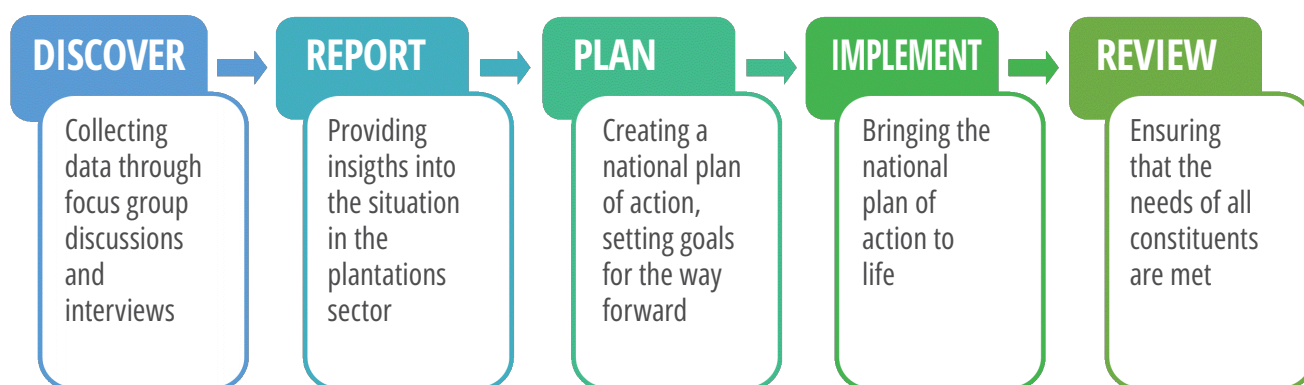 DISCOVER
Collecting
data through
focus group
discussions
and
interviews
REPORT
Providing
insigths into
the situation
in the
plantations
sector
PLAN
Creating a
national plan
of action,
setting goals
for the way
forward
IMPLEMENT
Bringing the
national
plan of
action to
life
REVIEW
Ensuring
that the
needs of all
constituents
are met